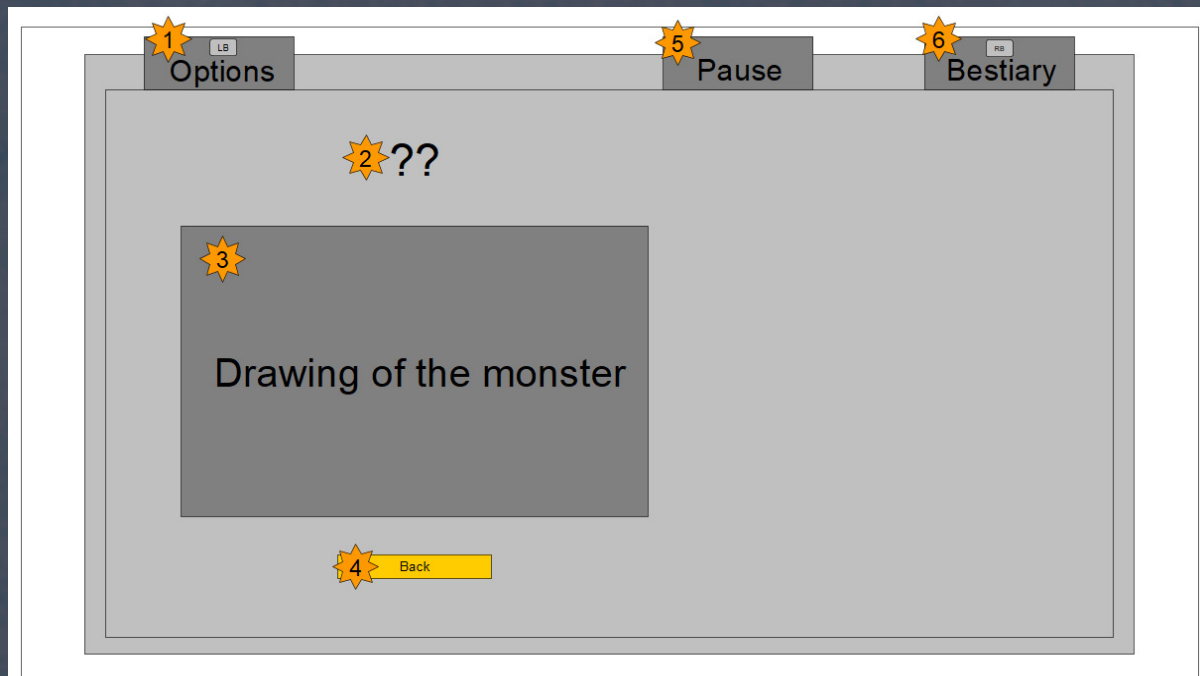 1 LB
Options
5
Pause
6 RB
Bestiary
2 ??
3
Drawing of the monster
4 Back